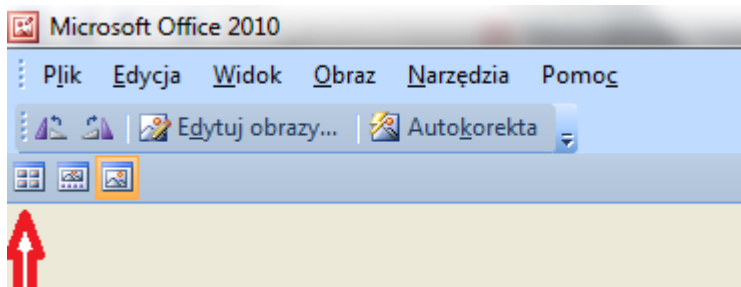 Microsoft Office 2010
Plik Edycja Widok Obraz Narzędzia Pomoc
Edytuj obrazy... Autokorekta